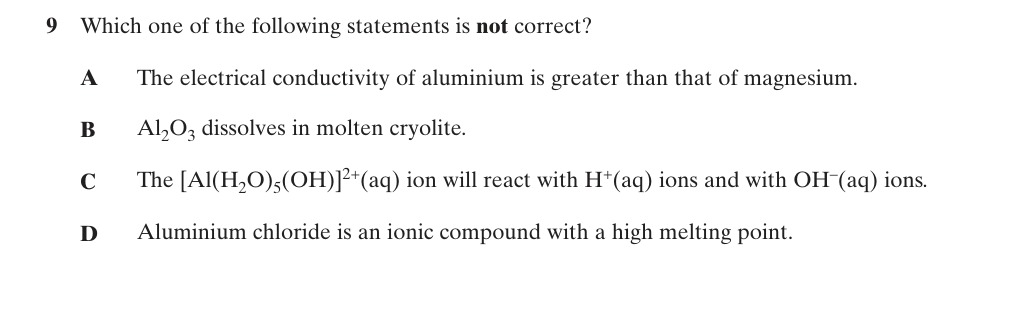 9 Which one of the following statements is not correct?
A The electrical conductivity of aluminium is greater than that of magnesium.
B Al₂O₃ dissolves in molten cryolite.
C The [Al(H₂O)₅(OH)]²⁺(aq) ion will react with H⁺(aq) ions and with OH⁻(aq) ions.
D Aluminium chloride is an ionic compound with a high melting point.